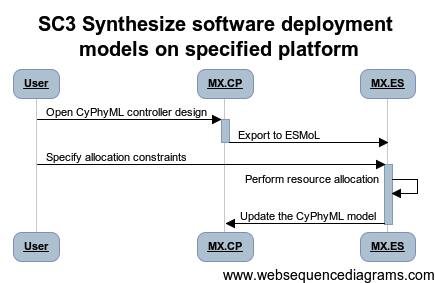 SC3 Synthesize software deployment
models on specified platform
User
MX.CP
MX.ES
Open CyPhyML controller design
Export to ESMoL
Specify allocation constraints
Perform resource allocation
Update the CyPhyML model
User
MX.CP
MX.ES
www.websequencediagrams.com